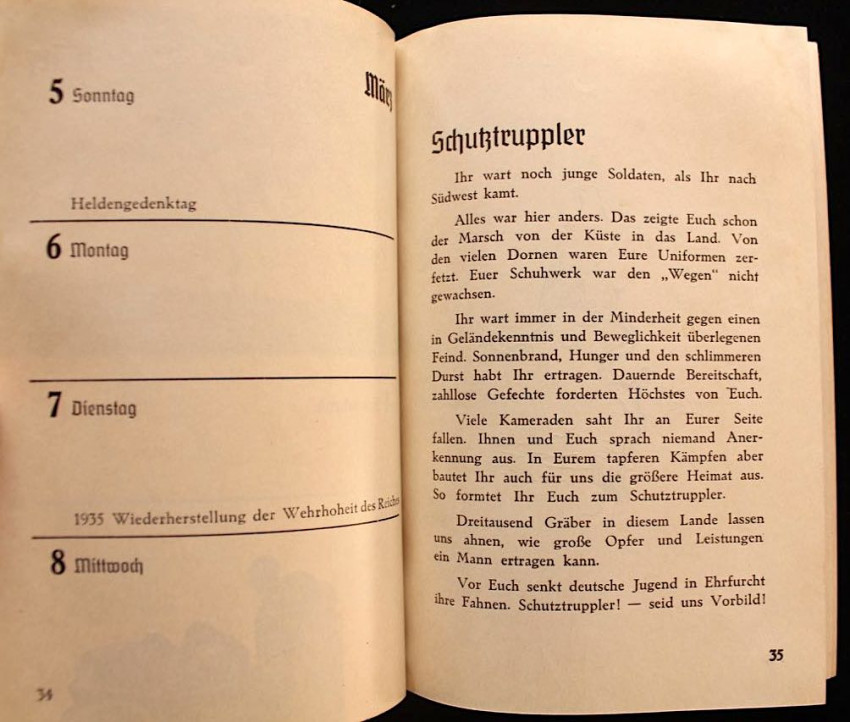 März
5 Sonntag
Heldengedenktag
6 Montag
7 Dienstag
1935 Wiederherstellung der Wehrhoheit des Reichs
8 Mittwoch
34
Schutztruppler
Ihr wart noch junge Soldaten, als Ihr nach
Südwest kamt.
Alles war hier anders. Das zeigte Euch schon
der Marsch von der Küste in das Land. Von
den vielen Dornen waren Eure Uniformen zer-
fetzt. Euer Schuhwerk war den „Wegen" nicht
gewachsen.
Ihr wart immer in der Minderheit gegen einen
in Geländekenntnis und Beweglichkeit überlegenen
Feind. Sonnenbrand, Hunger und den schlimmeren
Durst habt Ihr ertragen. Dauernde Bereitschaft,
zahllose Gefechte forderten Höchstes von Euch.
Viele Kameraden saht Ihr an Eurer Seite
fallen. Ihnen und Euch sprach niemand Aner-
kennung aus. In Eurem tapferen Kämpfen aber
bautet Ihr auch für uns die größere Heimat aus.
So formtet Ihr Euch zum Schutztruppler.
Dreitausend Gräber in diesem Lande lassen
uns ahnen, wie große Opfer und Leistungen
ein Mann ertragen kann.
Vor Euch senkt deutsche Jugend in Ehrfurcht
ihre Fahnen. Schutztruppler! — seid uns Vorbild!
35